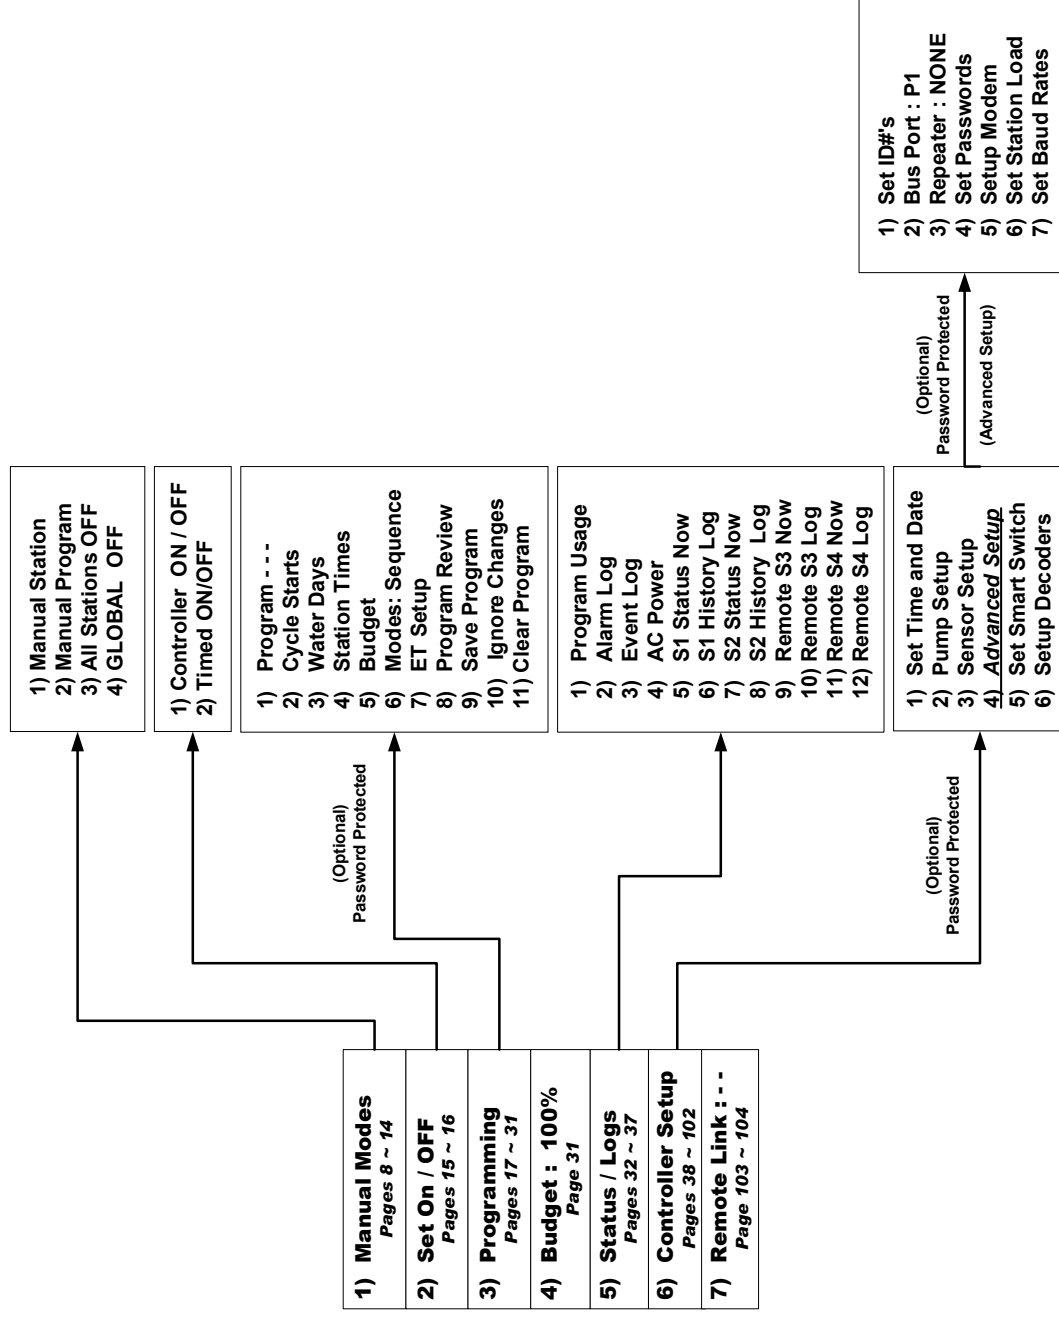 1) Manual Modes
Pages 8 ~ 14
2) Set On / OFF
Pages 15 ~ 16
3) Programming
Pages 17 ~ 31
4) Budget : 100%
Page 31
5) Status / Logs
Pages 32 ~ 37
6) Controller Setup
Pages 38 ~ 102
7) Remote Link : - -
Page 103 ~ 104
1) Manual Station
2) Manual Program
3) All Stations OFF
4) GLOBAL OFF
1) Controller ON / OFF
2) Timed ON/OFF
(Optional)
Password Protected
1) Program - - -
2) Cycle Starts
3) Water Days
4) Station Times
5) Budget
6) Modes: Sequence
7) ET Setup
8) Program Review
9) Save Program
10) Ignore Changes
11) Clear Program
1) Program Usage
2) Alarm Log
3) Event Log
4) AC Power
5) S1 Status Now
6) S1 History Log
7) S2 Status Now
8) S2 History Log
9) Remote S3 Now
10) Remote S3 Log
11) Remote S4 Now
12) Remote S4 Log
(Optional)
Password Protected
1) Set Time and Date
2) Pump Setup
3) Sensor Setup
4) Advanced Setup
5) Set Smart Switch
6) Setup Decoders
(Optional)
Password Protected
(Advanced Setup)
1) Set ID#'s
2) Bus Port : P1
3) Repeater : NONE
4) Set Passwords
5) Setup Modem
6) Set Station Load
7) Set Baud Rates